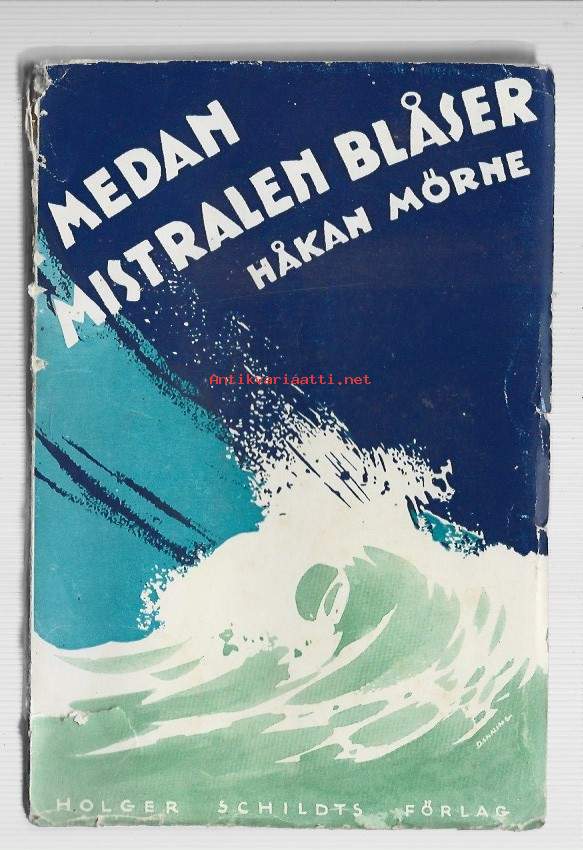 MEDAN
MISTRALEN BLÅSER
HÅKAN MÖRNE
Antikvariaatti.net
HOLGER SCHILDTS FÖRLAG